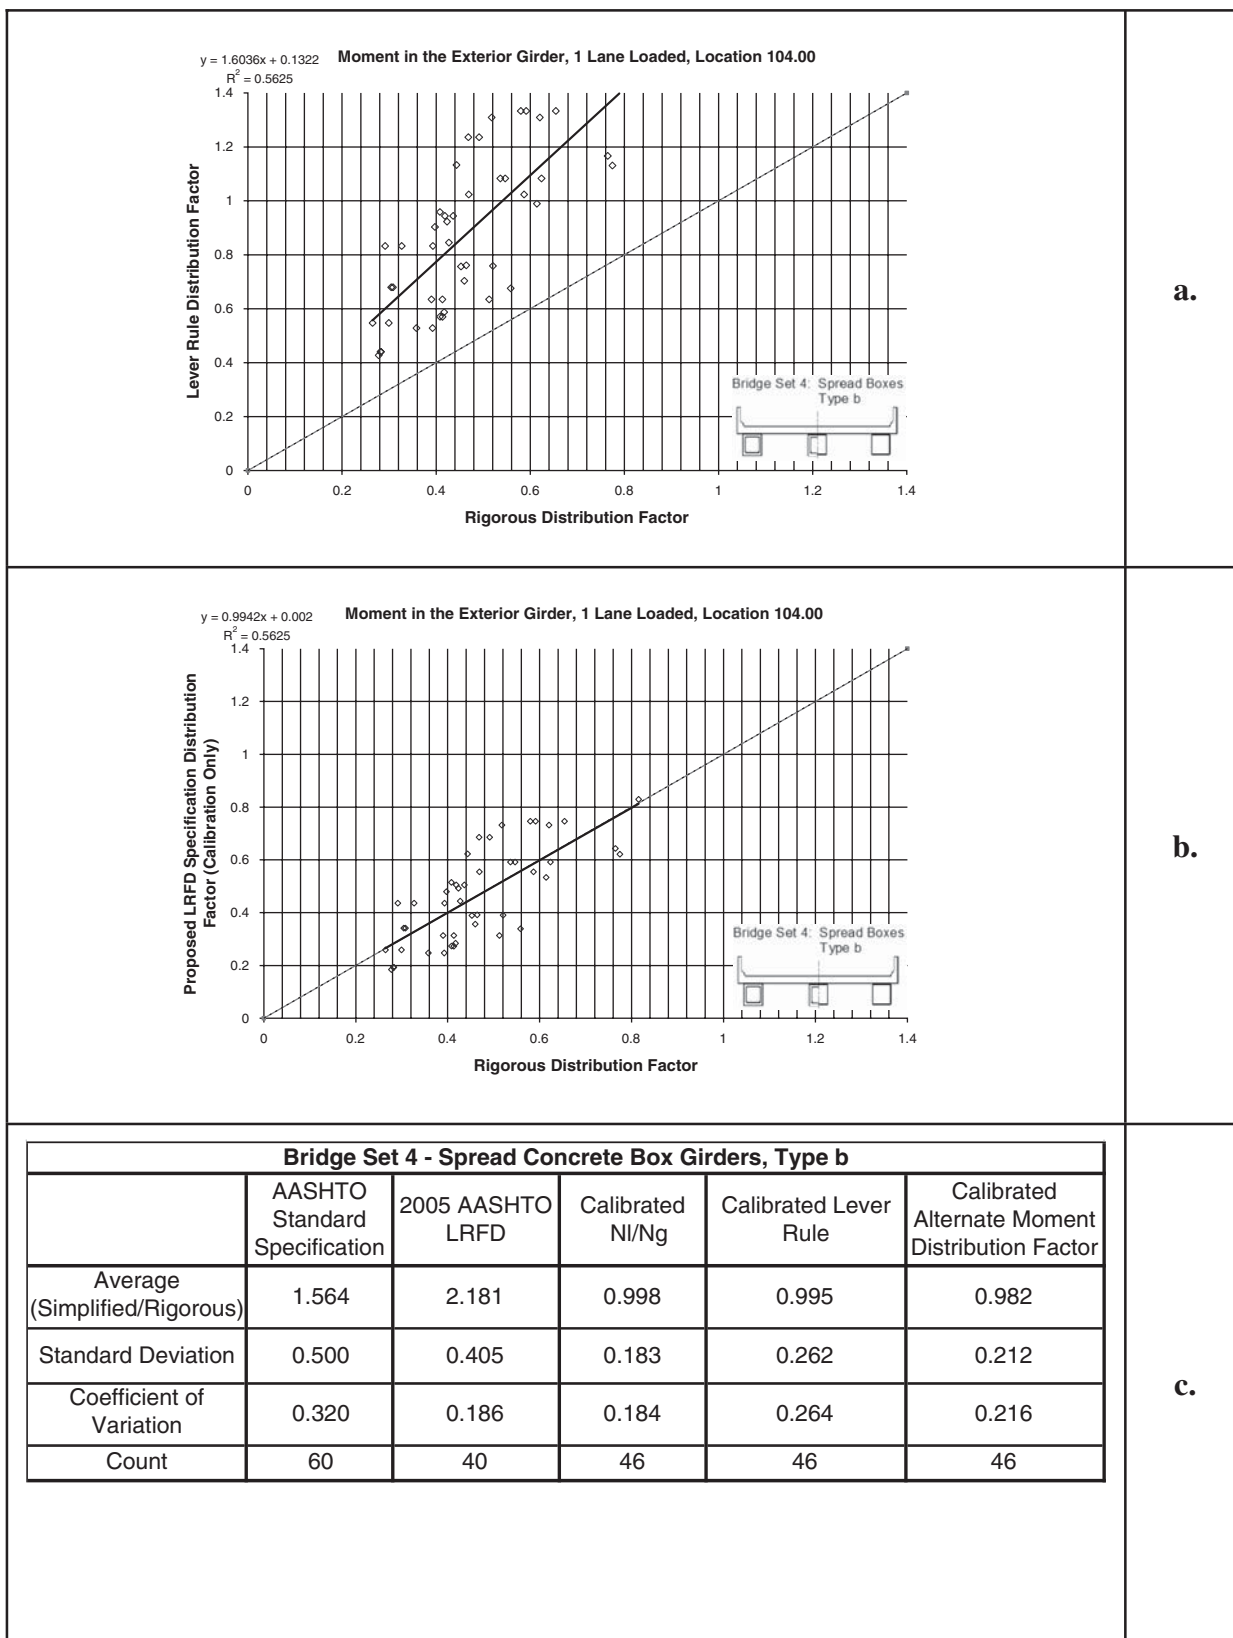 y = 1.6036x + 0.1322
R² = 0.5625
Moment in the Exterior Girder, 1 Lane Loaded, Location 104.00
Lever Rule Distribution Factor
1.4
1.2
1
0.8
0.6
0.4
0.2
0
0 0.2 0.4 0.6 0.8 1 1.2 1.4
Rigorous Distribution Factor
Bridge Set 4: Spread Boxes
Type b
a.
y = 0.9942x + 0.002
R² = 0.5625
Moment in the Exterior Girder, 1 Lane Loaded, Location 104.00
Proposed LRFD Specification Distribution
Factor (Calibration Only)
1.4
1.2
1
0.8
0.6
0.4
0.2
0
0 0.2 0.4 0.6 0.8 1 1.2 1.4
Rigorous Distribution Factor
Bridge Set 4: Spread Boxes
Type b
b.
Bridge Set 4 - Spread Concrete Box Girders, Type b
AASHTO
Standard
Specification
2005 AASHTO
LRFD
Calibrated
Nl/Ng
Calibrated Lever
Rule
Calibrated
Alternate Moment
Distribution Factor
Average
(Simplified/Rigorous)
1.564 2.181 0.998 0.995 0.982
Standard Deviation 0.500 0.405 0.183 0.262 0.212
Coefficient of
Variation
0.320 0.186 0.184 0.264 0.216
Count 60 40 46 46 46
c.